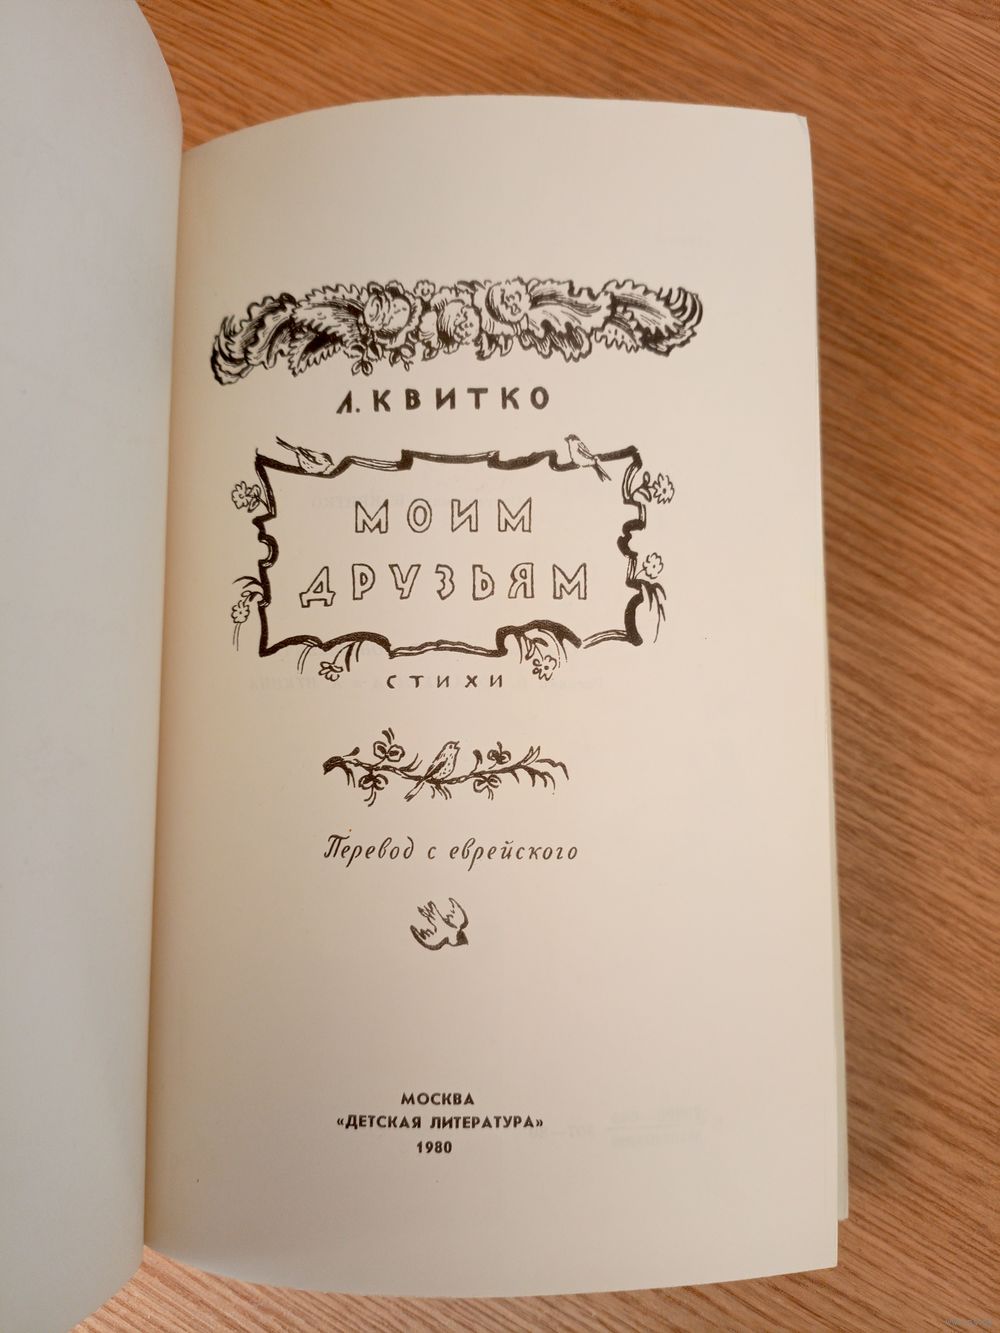 Л. КВИТКО
МОИМ
ДРУЗЬЯМ
СТИХИ
Перевод с еврейского
МОСКВА
«ДЕТСКАЯ ЛИТЕРАТУРА»
1980